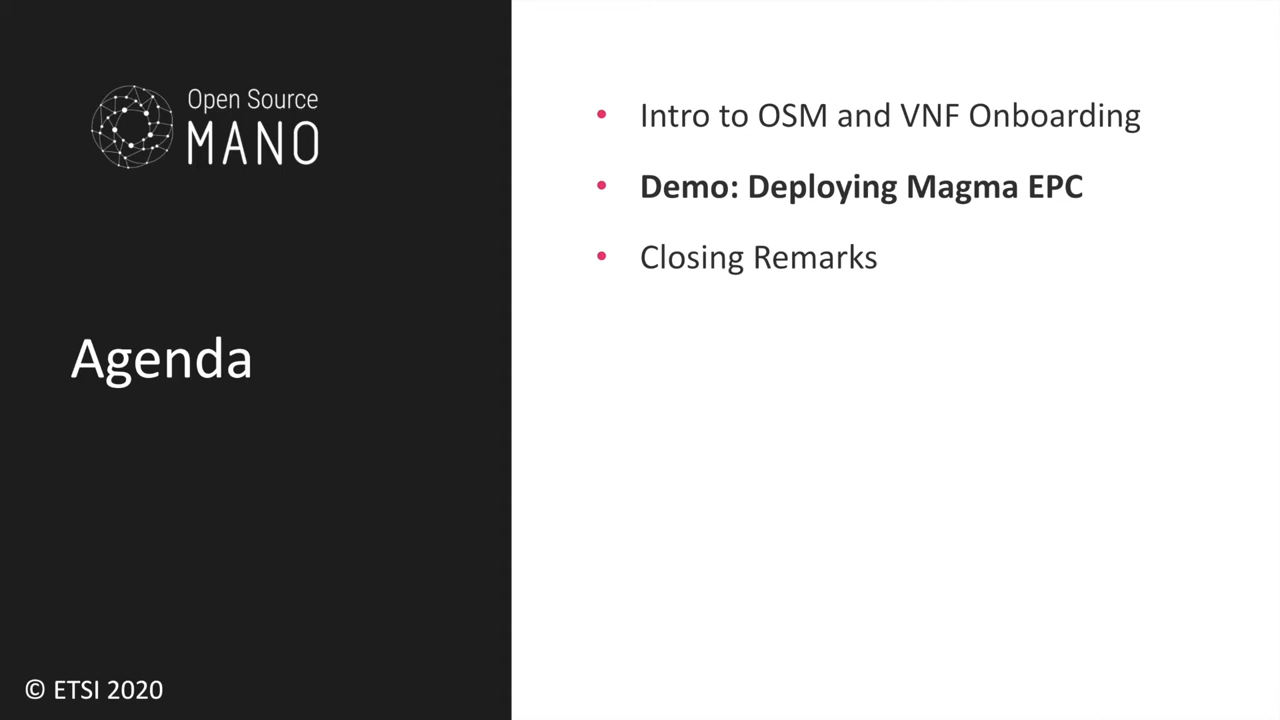 Open Source
MANO
Agenda
© ETSI 2020
• Intro to OSM and VNF Onboarding
• Demo: Deploying Magma EPC
• Closing Remarks